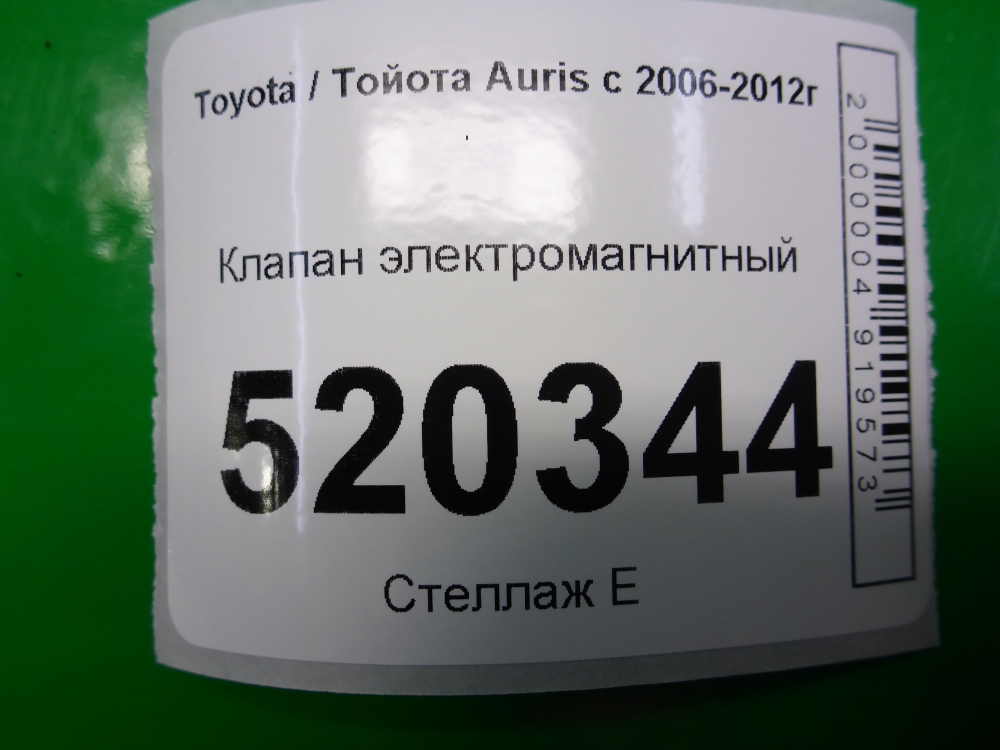 Toyota / Тойота Auris с 2006-2012г
Клапан электромагнитный
520344
Стеллаж Е
2000004919573